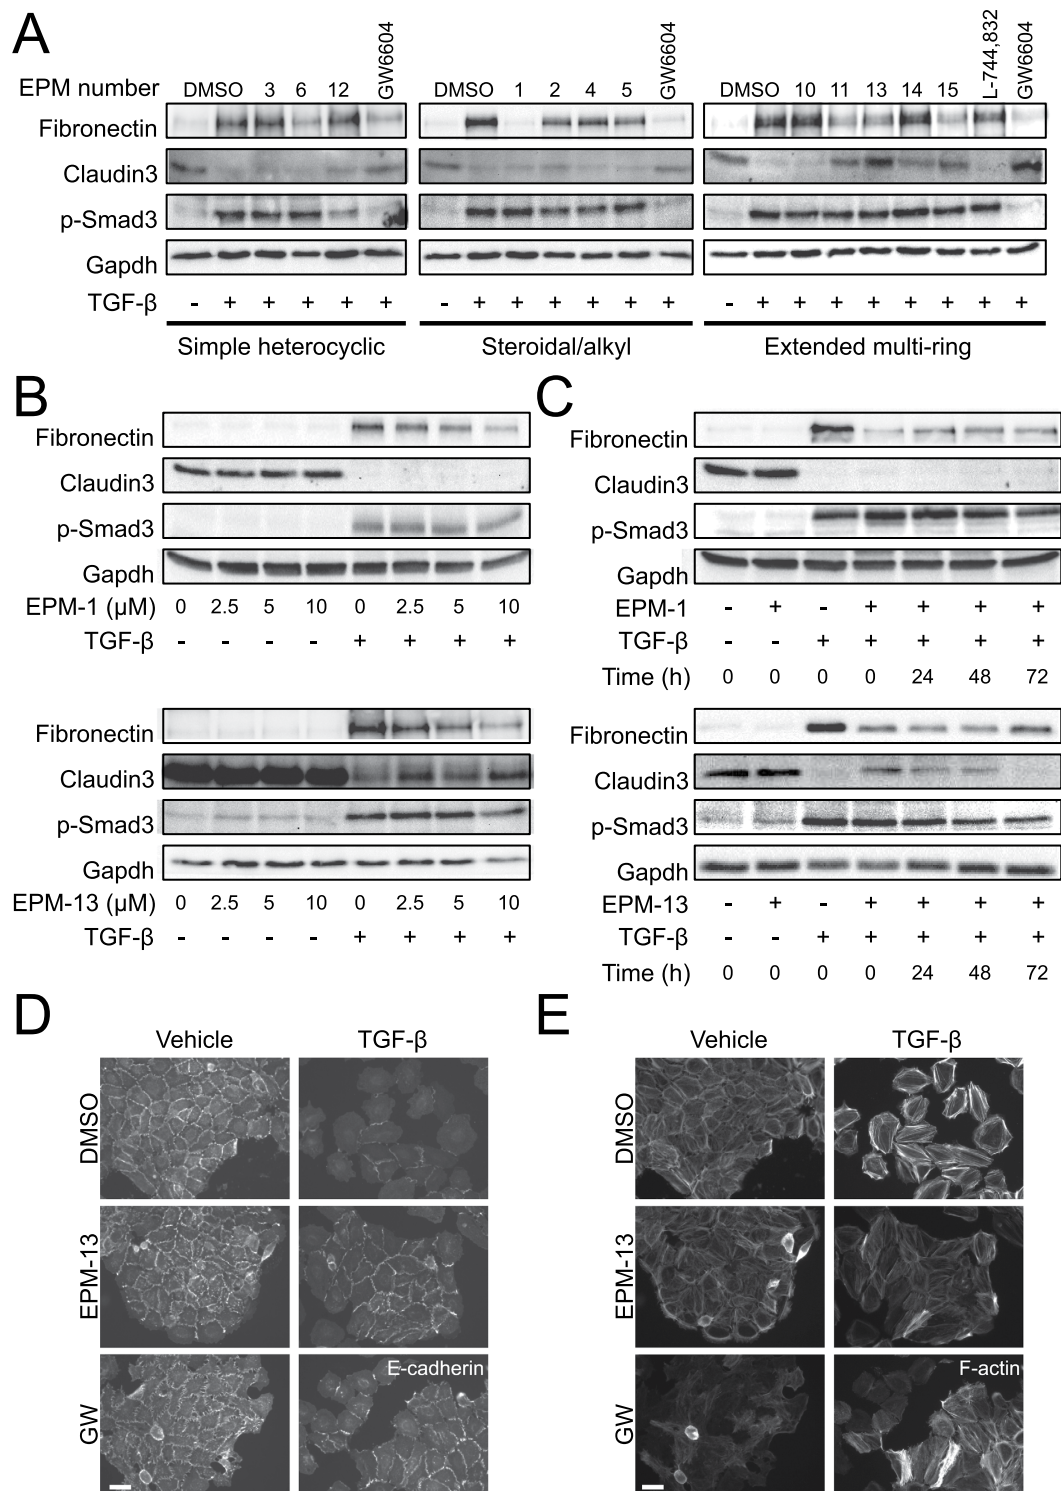 A
EPM number DMSO 3 6 12 GW6604 DMSO 1 2 4 5 GW6604 DMSO 10 11 13 14 15 L-744,832 GW6604
Fibronectin
Claudin3
p-Smad3
Gapdh
TGF-β - + + + + + - + + + + + - + + + + + + + +
Simple heterocyclic Steroidal/alkyl Extended multi-ring
B
Fibronectin
Claudin3
p-Smad3
Gapdh
EPM-1 (μM) 0 2.5 5 10 0 2.5 5 10
TGF-β - - - - + + + +
Fibronectin
Claudin3
p-Smad3
Gapdh
EPM-13 (μM) 0 2.5 5 10 0 2.5 5 10
TGF-β - - - - + + + +
C
Fibronectin
Claudin3
p-Smad3
Gapdh
EPM-1 - + - + + + +
TGF-β - - + + + + +
Time (h) 0 0 0 0 24 48 72
Fibronectin
Claudin3
p-Smad3
Gapdh
EPM-13 - + - + + + +
TGF-β - - + + + + +
Time (h) 0 0 0 0 24 48 72
D
Vehicle TGF-β
DMSO
EPM-13
GW
E-cadherin
E
Vehicle TGF-β
DMSO
EPM-13
GW
F-actin